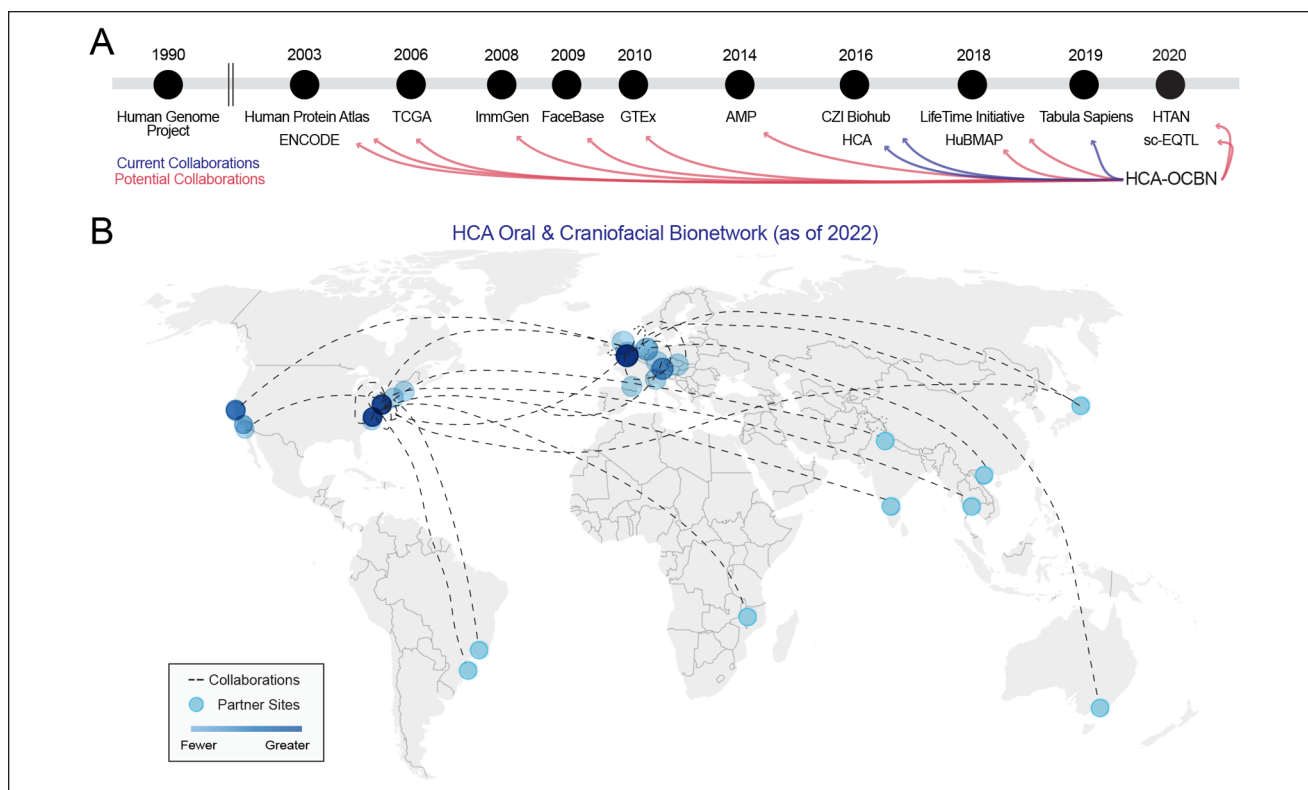 A
1990 2003 2006 2008 2009 2010 2014 2016 2018 2019 2020
Human Genome Project
Human Protein Atlas
ENCODE
TCGA
ImmGen
FaceBase
GTEx
AMP
CZI Biohub
HCA
LifeTime Initiative
HuBMAP
Tabula Sapiens
HTAN
sc-EQTL
Current Collaborations
Potential Collaborations
HCA-OCBN
B
HCA Oral & Craniofacial Bionetwork (as of 2022)
Collaborations
Partner Sites
Fewer Greater